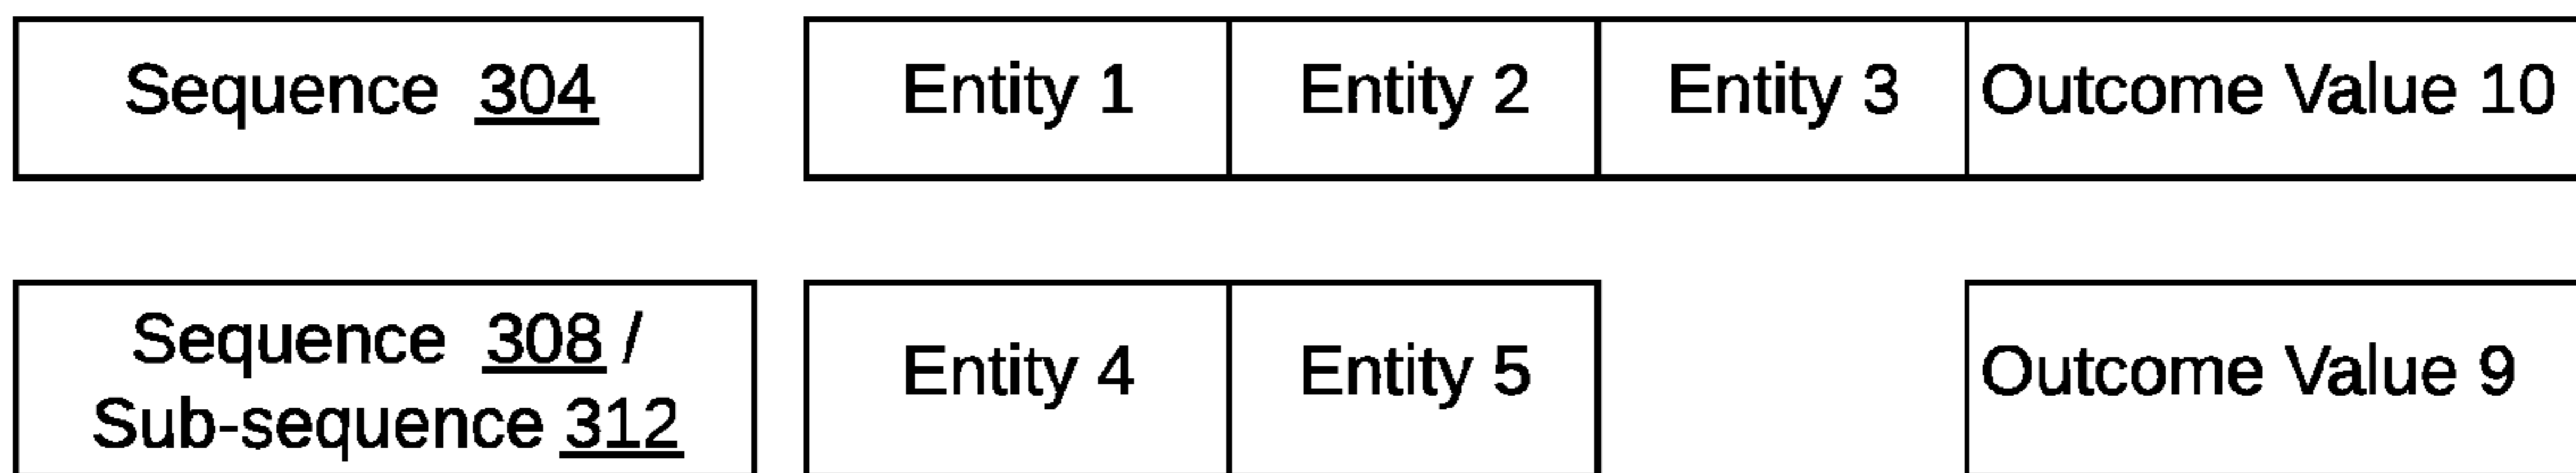 Sequence 304
Entity 1
Entity 2
Entity 3
Outcome Value 10
Sequence 308 /
Sub-sequence 312
Entity 4
Entity 5
Outcome Value 9